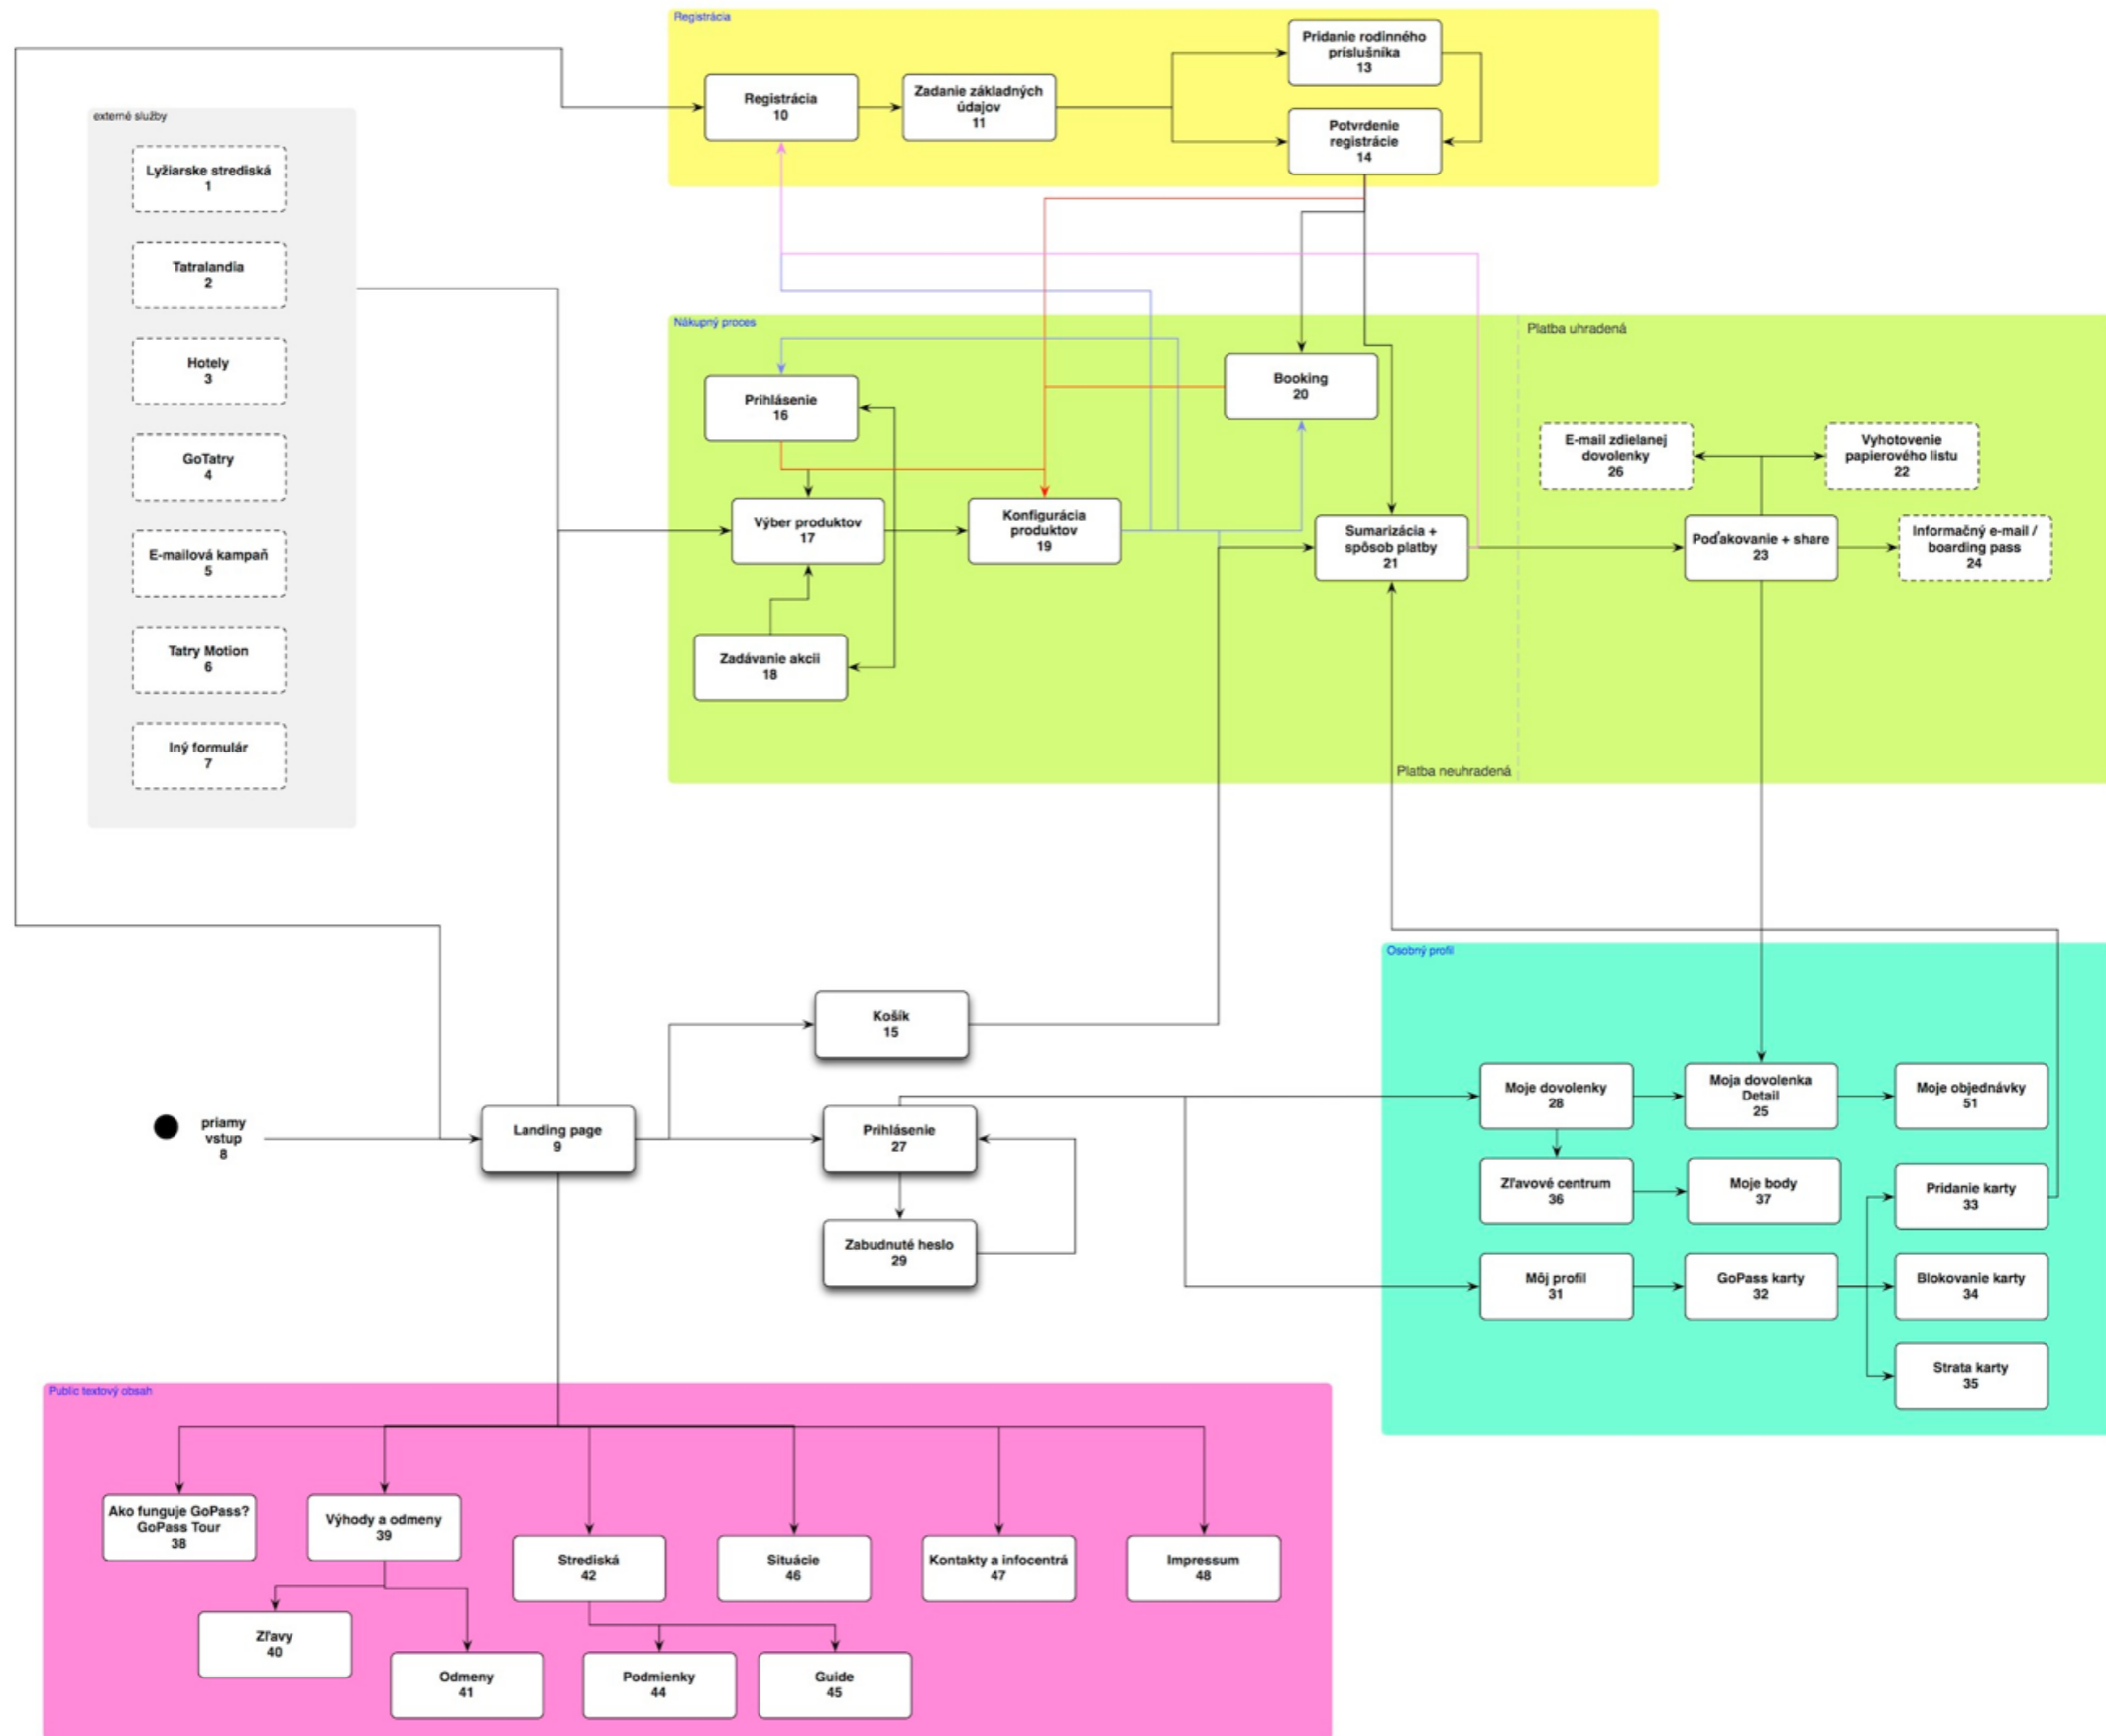 Registrácia
Registrácia
10
Zadanie základných
údajov
11
Pridanie rodinného
príslušníka
13
Potvrdenie
registrácie
14
externé služby
Lyžiarske strediská
1
Tatralandia
2
Hotely
3
GoTatry
4
E-mailová kampaň
5
Tatry Motion
6
Iný formulár
7
Nákupný proces
Platba uhradená
Prihlásenie
16
Booking
20
Výber produktov
17
Konfigurácia
produktov
19
Sumarizácia +
spôsob platby
21
Zadávanie akcii
18
Platba neuhradená
E-mail zdielanej
dovolenky
26
Vyhotovenie
papierového listu
22
Poďakovanie + share
23
Informačný e-mail /
boarding pass
24
priamy
vstup
8
Landing page
9
Košík
15
Prihlásenie
27
Zabudnuté heslo
29
Osobný profil
Moje dovolenky
28
Moja dovolenka
Detail
25
Moje objednávky
51
Zľavové centrum
36
Moje body
37
Pridanie karty
33
Môj profil
31
GoPass karty
32
Blokovanie karty
34
Strata karty
35
Public textový obsah
Ako funguje GoPass?
GoPass Tour
38
Výhody a odmeny
39
Strediská
42
Situácie
46
Kontakty a infocentrá
47
Impressum
48
Zľavy
40
Odmeny
41
Podmienky
44
Guide
45